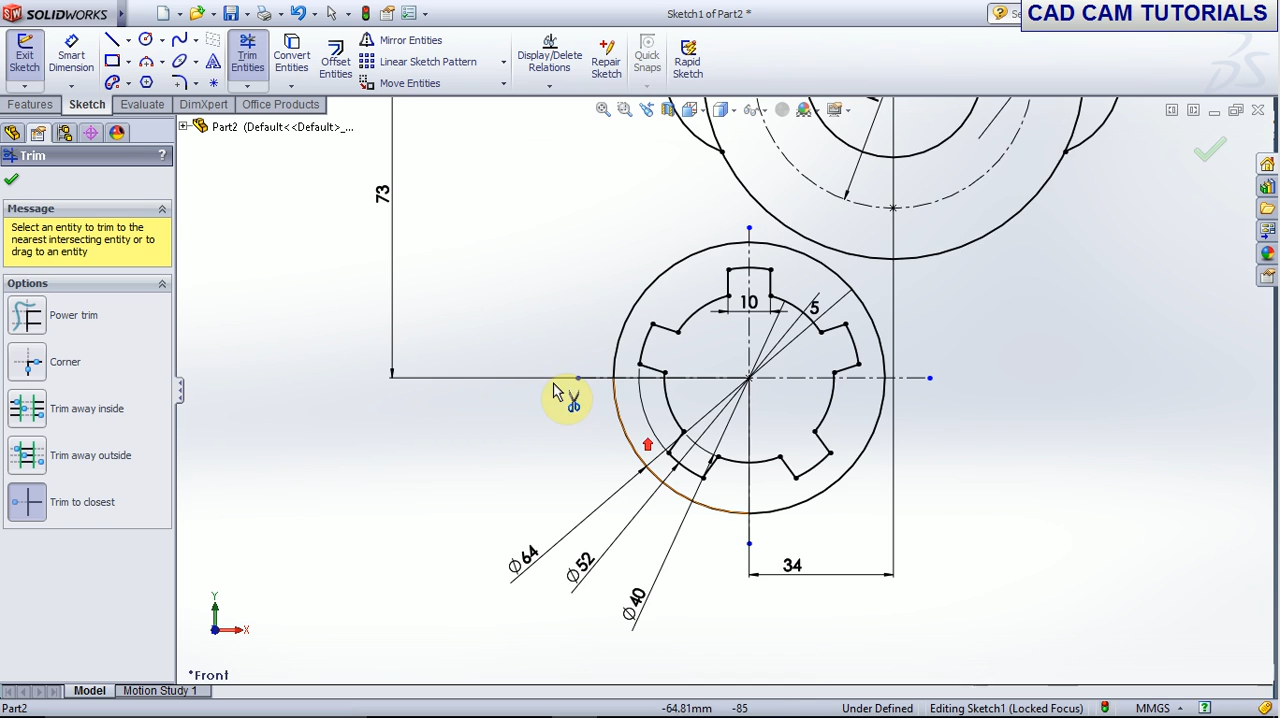 SOLIDWORKS
Sketch1 of Part2 *
CAD CAM TUTORIALS
Exit Sketch
Smart Dimension
Trim Entities
Convert Entities
Offset Entities
Mirror Entities
Linear Sketch Pattern
Move Entities
Display/Delete Relations
Repair Sketch
Quick Snaps
Rapid Sketch
Features
Sketch
Evaluate
DimXpert
Office Products
Part2 (Default<<Default>_...
Trim
?
Message
Select an entity to trim to the
nearest intersecting entity or to
drag to an entity
Options
Power trim
Corner
Trim away inside
Trim away outside
Trim to closest
73
10
5
Ø64
Ø52
Ø40
34
Y
X
*Front
Model
Motion Study 1
Part2
-64.81mm
-85
Under Defined
Editing Sketch1 (Locked Focus)
MMGS